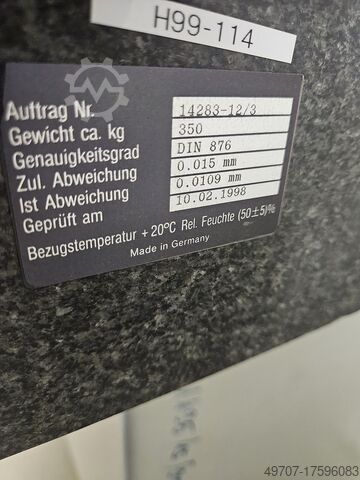 H99-114
Auftrag Nr. 14283-12/3
Gewicht ca. kg 350
Genauigkeitsgrad DIN 876
Zul. Abweichung 0.015 mm
Ist Abweichung 0.0109 mm
Geprüft am 10.02.1998
Bezugstemperatur +20°C Rel. Feuchte (50±5)%
Made in Germany
49707-17596083